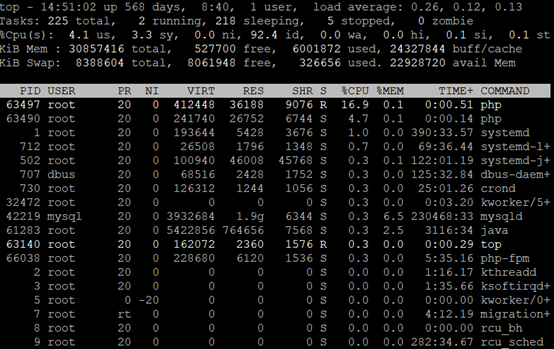 top - 14:51:02 up 568 days,  8:40,  1 user,  load average: 0.26, 0.12, 0.13
Tasks: 225 total,   2 running, 218 sleeping,   5 stopped,   0 zombie
%Cpu(s):  4.1 us,  3.3 sy,  0.0 ni, 92.4 id,  0.0 wa,  0.0 hi,  0.1 si,  0.1 st
KiB Mem : 30857416 total,   527700 free,  6001872 used, 24327844 buff/cache
KiB Swap:  8388604 total,  8061948 free,   326656 used. 22928720 avail Mem
PID USER PR NI VIRT RES SHR S %CPU %MEM TIME+ COMMAND
63497 root 20 0 412448 36188 9076 R 16.9 0.1 0:00.51 php
63490 root 20 0 241740 26752 6744 S 4.7 0.1 0:00.14 php
1 root 20 0 193644 5428 3676 S 1.0 0.0 390:33.57 systemd
712 root 20 0 26508 1796 1348 S 0.7 0.0 69:36.44 systemd-l+
502 root 20 0 100940 46008 45768 S 0.3 0.1 122:01.19 systemd-j+
707 dbus 20 0 68516 2428 1752 S 0.3 0.0 125:32.84 dbus-daem+
730 root 20 0 126312 1244 1056 S 0.3 0.0 25:01.26 crond
32472 root 20 0 0 0 0 S 0.3 0.0 0:03.20 kworker/5+
42219 mysql 20 0 3932684 1.9g 6344 S 0.3 6.5 230468:33 mysqld
61283 root 20 0 5422856 764656 7568 S 0.3 2.5 3116:34 java
63140 root 20 0 162072 2360 1576 R 0.3 0.0 0:00.29 top
66038 root 20 0 228680 6120 1536 S 0.3 0.0 5:35.16 php-fpm
2 root 20 0 0 0 0 S 0.0 0.0 1:16.17 kthreadd
3 root 20 0 0 0 0 S 0.0 0.0 1:35.76 ksoftirqd+
5 root 0 -20 0 0 0 S 0.0 0.0 0:00.00 kworker/0+
7 root rt 0 0 0 0 S 0.0 0.0 4:12.19 migration+
8 root 20 0 0 0 0 S 0.0 0.0 0:00.00 rcu_bh
9 root 20 0 0 0 0 S 0.0 0.0 282:34.67 rcu_sched